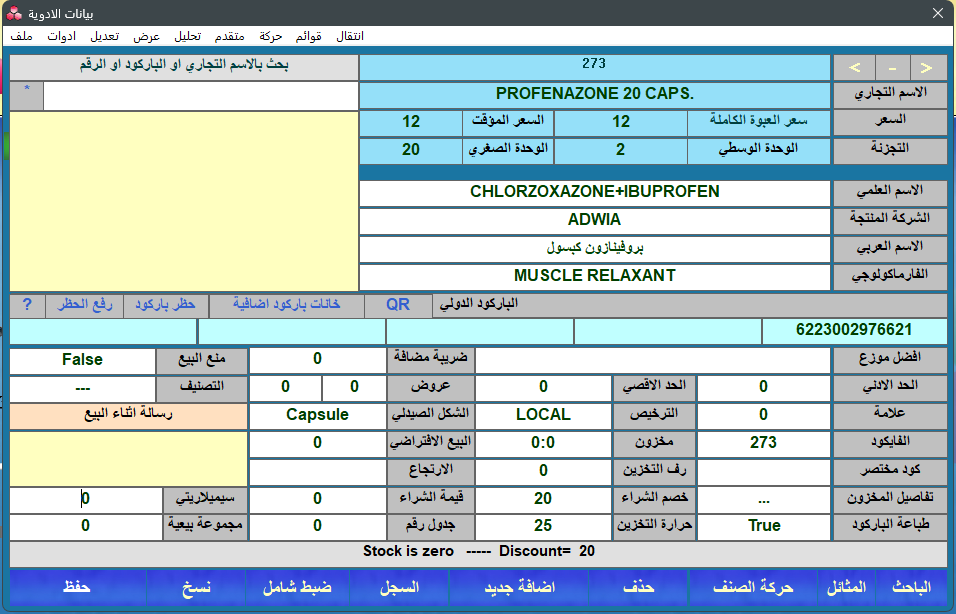 بيانات الادوية
ملف ادوات تعديل عرض تحليل متقدم حركة قوائم انتقال
بحث بالاسم التجاري او الباركود او الرقم
273
< - >
*
PROFENAZONE 20 CAPS.
الاسم التجاري
12 السعر المؤقت 12 سعر العبوة الكاملة السعر
20 الوحدة الصغري 2 الوحدة الوسطي التجزئة
CHLORZOXAZONE+IBUPROFEN الاسم العلمي
ADWIA الشركة المنتجة
بروفينازون كبسول الاسم العربي
MUSCLE RELAXANT الفارماكولوجي
? رفع الحظر حظر باركود خانات باركود اضافية QR الباركود الدولي
6223002976621
False منع البيع 0 ضريبة مضافة افضل موزع
--- التصنيف 0 0 عروض 0 الحد الاقصي 0 الحد الادني
رسالة اثناء البيع Capsule الشكل الصيدلي LOCAL الترخيص 0 علامة
0 البيع الافتراضي 0:0 مخزون 273 الفايكود
الارتجاع 0 رف التخزين كود مختصر
0 سيميلاريتي 0 قيمة الشراء 20 خصم الشراء ... تفاصيل المخزون
0 مجموعة بيعية 0 جدول رقم 25 حرارة التخزين True طباعة الباركود
Stock is zero ----- Discount= 20
حفظ نسخ ضبط شامل السجل اضافة جديد حذف حركة الصنف المثائل الباحث